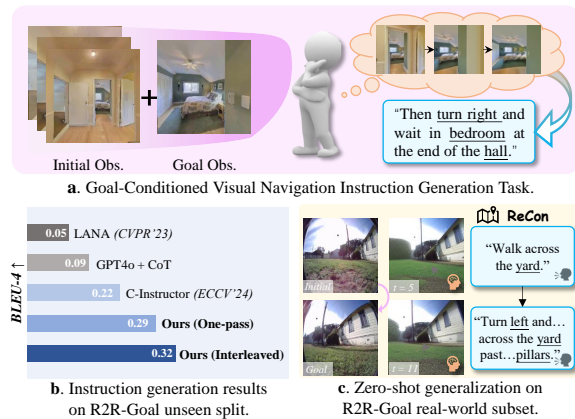 "Then turn right and
wait in bedroom at
the end of the hall."
Initial Obs.
Goal Obs.
a. Goal-Conditioned Visual Navigation Instruction Generation Task.
BLEU-4 ←
0.05 LANA (CVPR'23)
0.09 GPT4o + CoT
0.22 C-Instructor (ECCV'24)
0.29 Ours (One-pass)
0.32 Ours (Interleaved)
b. Instruction generation results
on R2R-Goal unseen split.
ReCon
Initial
t = 5
Goal
t = 11
"Walk across
the yard."
"Turn left and…
across the yard
past…pillars."
c. Zero-shot generalization on
R2R-Goal real-world subset.